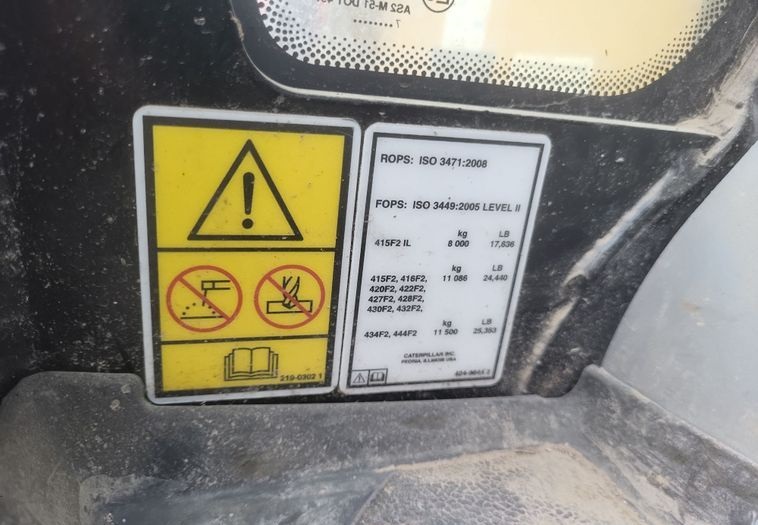 AS2 M-51 DOT
7
219-0302 1
ROPS: ISO 3471:2008
FOPS: ISO 3449:2005 LEVEL II
kg LB
415F2 IL 8 000 17,636
kg LB
415F2, 416F2, 11 086 24,440
420F2, 422F2,
427F2, 428F2,
430F2, 432F2,
kg LB
434F2, 444F2 11 500 25,353
CATERPILLAR INC.
PEORIA, ILLINOIS USA